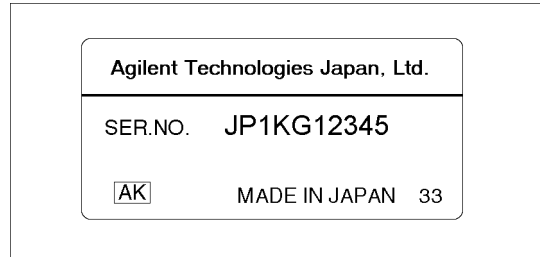 Agilent Technologies Japan, Ltd.
SER.NO. JP1KG12345
AK MADE IN JAPAN 33